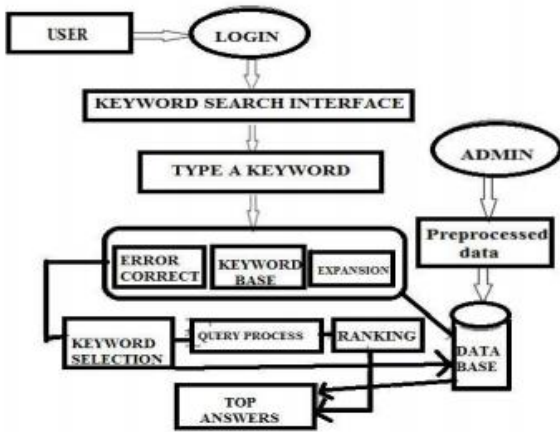 USER
LOGIN
KEYWORD SEARCH INTERFACE
TYPE A KEYWORD
ADMIN
Preprocessed
data
ERROR
CORRECT
KEYWORD
BASE
EXPANSION
KEYWORD
SELECTION
QUERY PROCESS
RANKING
DATA
BASE
TOP
ANSWERS